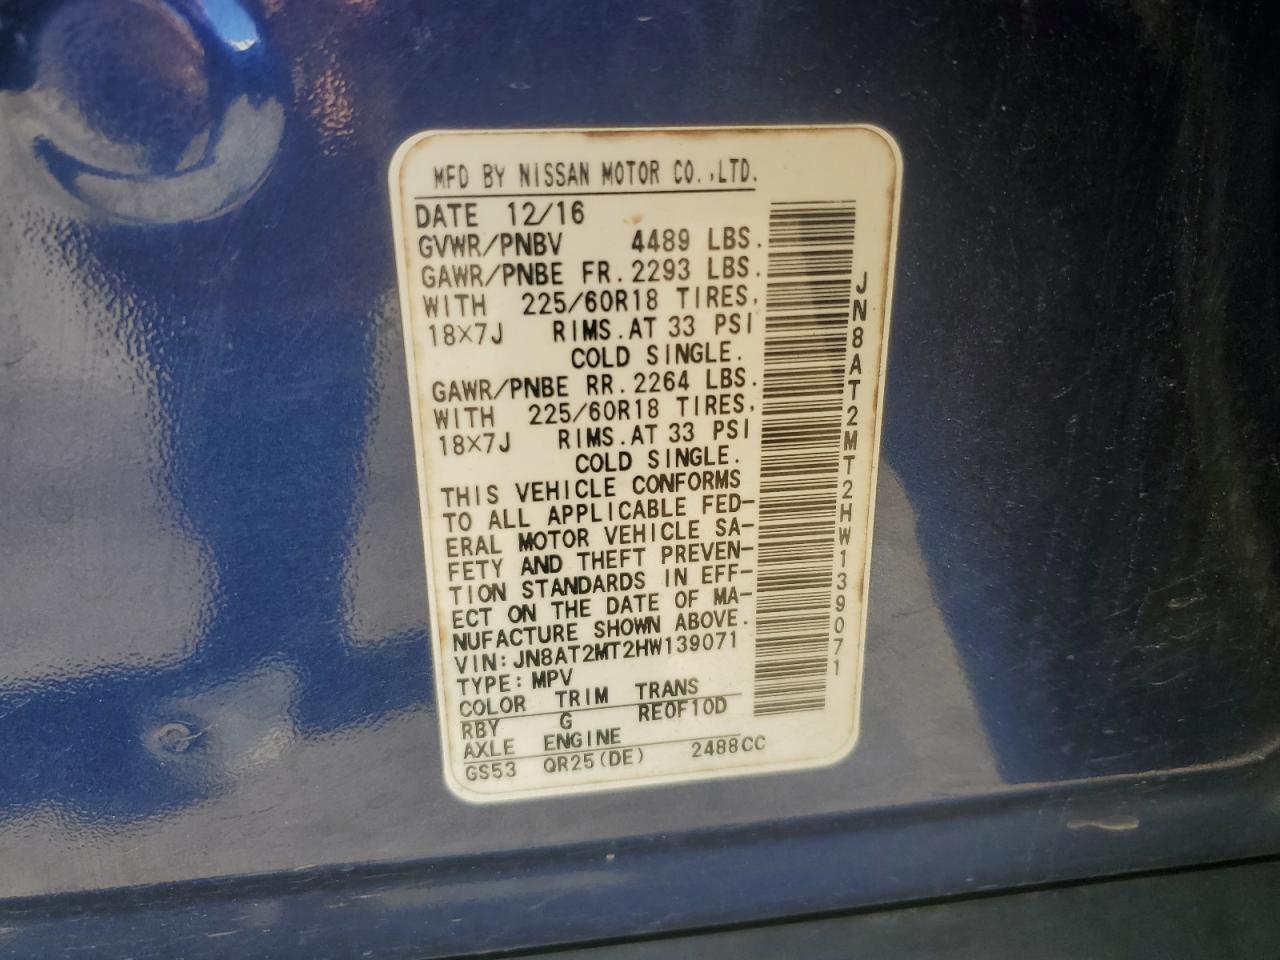 MFD BY NISSAN MOTOR CO.,LTD.
DATE 12/16
GVWR/PNBV 4489 LBS.
GAWR/PNBE FR.2293 LBS.
WITH 225/60R18 TIRES,
18×7J RIMS.AT 33 PSI
COLD SINGLE.
GAWR/PNBE RR.2264 LBS.
WITH 225/60R18 TIRES,
18×7J RIMS.AT 33 PSI
COLD SINGLE.
THIS VEHICLE CONFORMS
TO ALL APPLICABLE FED-
ERAL MOTOR VEHICLE SA-
FETY AND THEFT PREVEN-
TION STANDARDS IN EFF-
ECT ON THE DATE OF MA-
NUFACTURE SHOWN ABOVE.
VIN:JN8AT2MT2HW139071
TYPE:MPV
COLOR TRIM TRANS
RBY G RE0F10D
AXLE ENGINE
GS53 QR25(DE) 2488CC
JN8AT2MT2HW139071